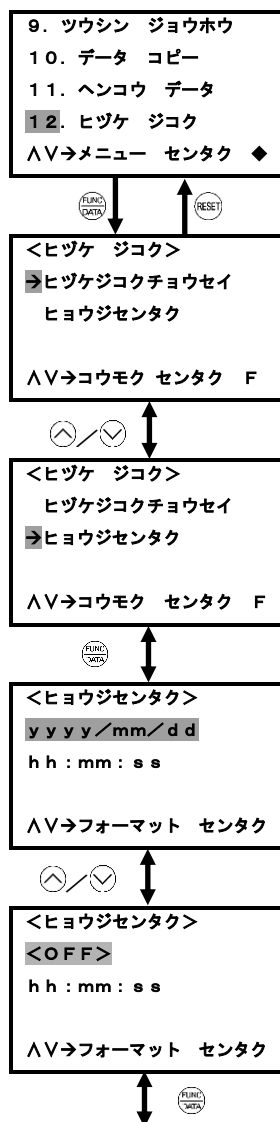 ９．ツウシン　ジョウホウ
１０．データ　コピー
１１．ヘンコウ　データ
１２．ヒヅケ　ジコク
∧∨→メニュー　センタク　◆
FUNC
DATA
RESET
＜ヒヅケ　ジコク＞
→ヒヅケジコクチョウセイ
ヒョウジセンタク
∧∨→コウモク センタク　Ｆ
∧／∨
＜ヒヅケ　ジコク＞
ヒヅケジコクチョウセイ
→ヒョウジセンタク
∧∨→コウモク　センタク　Ｆ
FUNC
DATA
＜ヒョウジセンタク＞
ｙｙｙｙ／ｍｍ／ｄｄ
ｈｈ：ｍｍ：ｓｓ
∧∨→フォーマット　センタク
∧／∨
＜ヒョウジセンタク＞
＜ＯＦＦ＞
ｈｈ：ｍｍ：ｓｓ
∧∨→フォーマット　センタク
FUNC
DATA